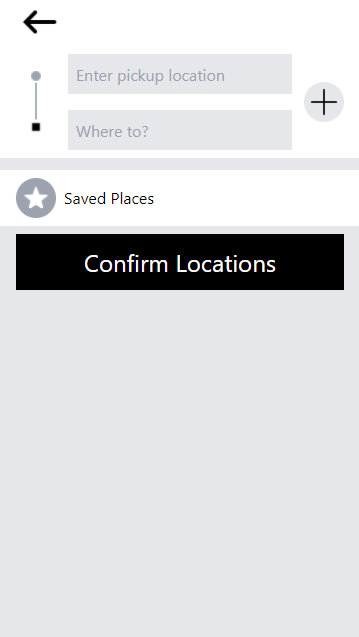 Enter pickup location
Where to?
Saved Places
Confirm Locations